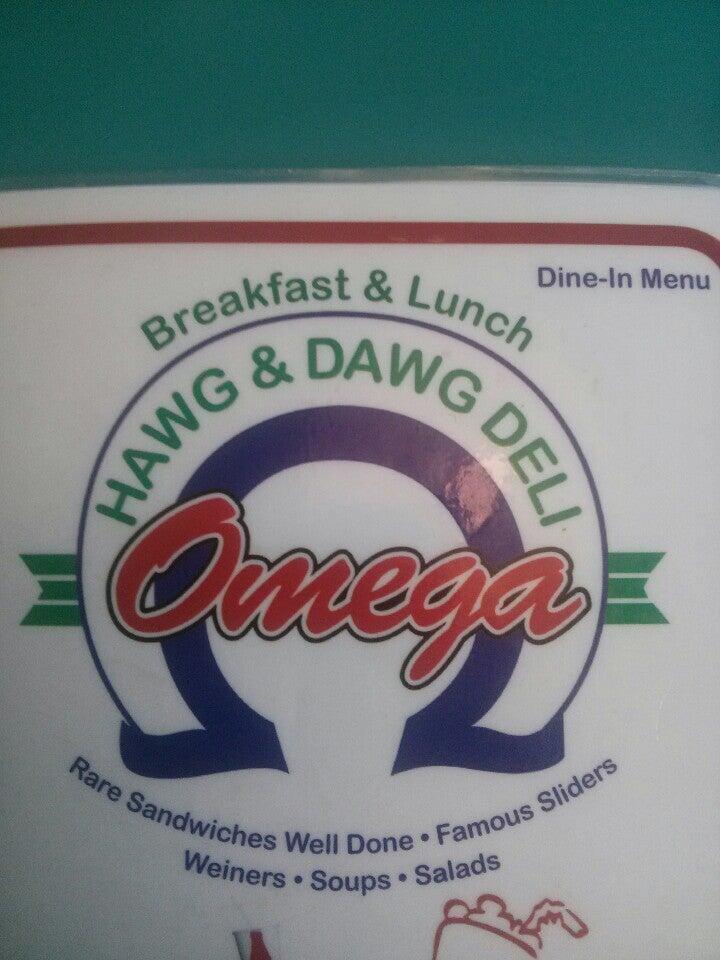 Dine-In Menu
Breakfast & Lunch
HAWG & DAWG DELI
Omega
Rare Sandwiches Well Done • Famous Sliders
Weiners • Soups • Salads